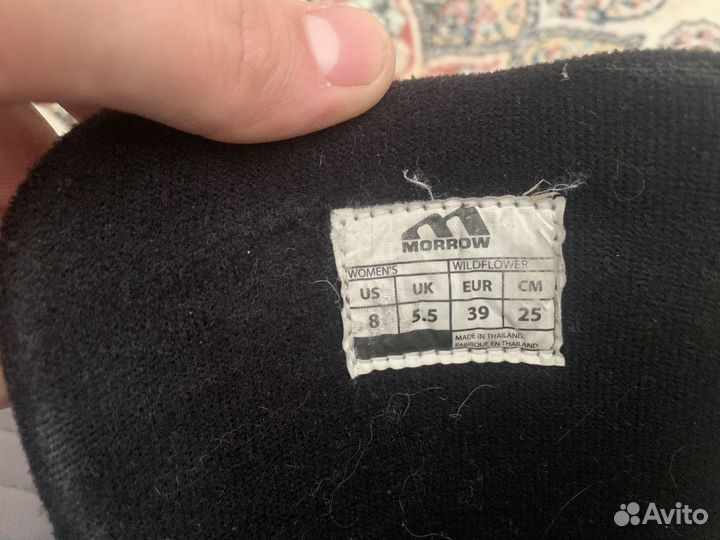 MORROW
WOMEN'S WILDFLOWER
US UK EUR CM
8 5.5 39 25
MADE IN THAILAND
FABRIQUE EN THAILAND
Avito